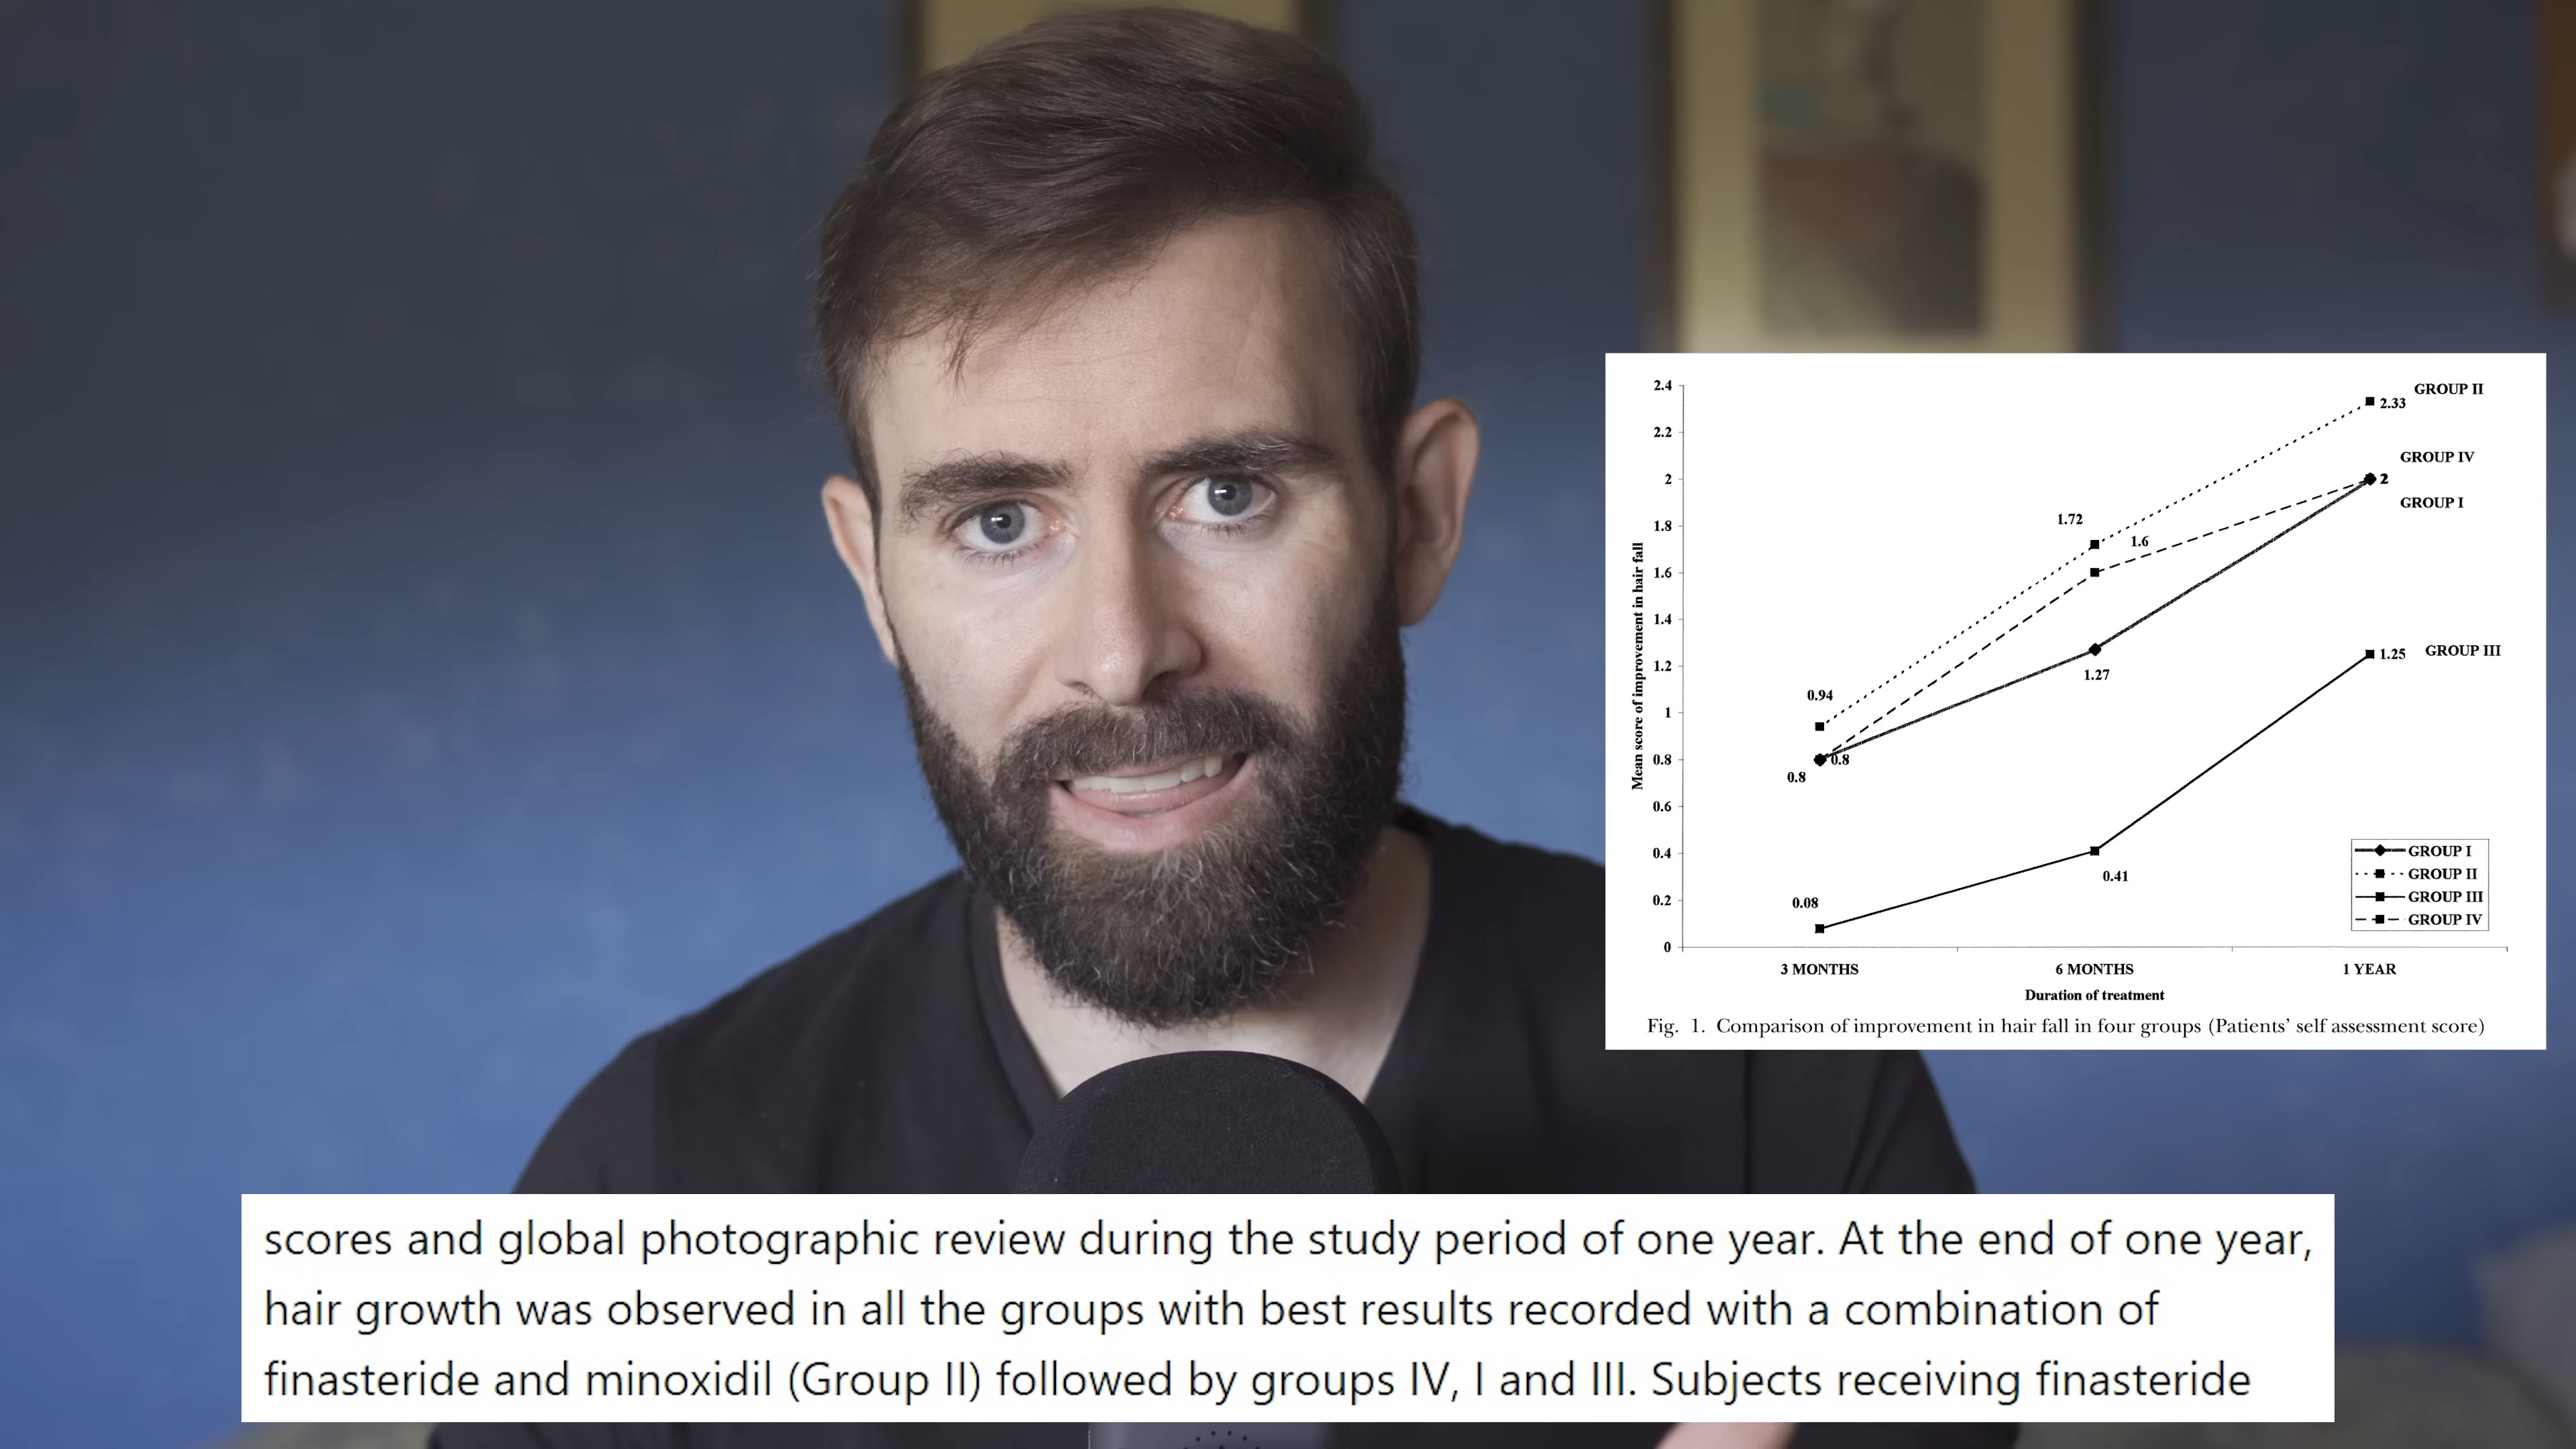 2.4
2.2
2
1.8
1.6
1.4
1.2
1
0.8
0.6
0.4
0.2
0
Mean score of improvement in hair fall
GROUP II
2.33
GROUP IV
2
GROUP I
1.72
1.6
1.27
GROUP III
1.25
0.94
0.8
0.8
0.41
0.08
GROUP I
GROUP II
GROUP III
GROUP IV
3 MONTHS 6 MONTHS 1 YEAR
Duration of treatment
Fig. 1. Comparison of improvement in hair fall in four groups (Patients' self assessment score)
scores and global photographic review during the study period of one year. At the end of one year,
hair growth was observed in all the groups with best results recorded with a combination of
finasteride and minoxidil (Group II) followed by groups IV, I and III. Subjects receiving finasteride